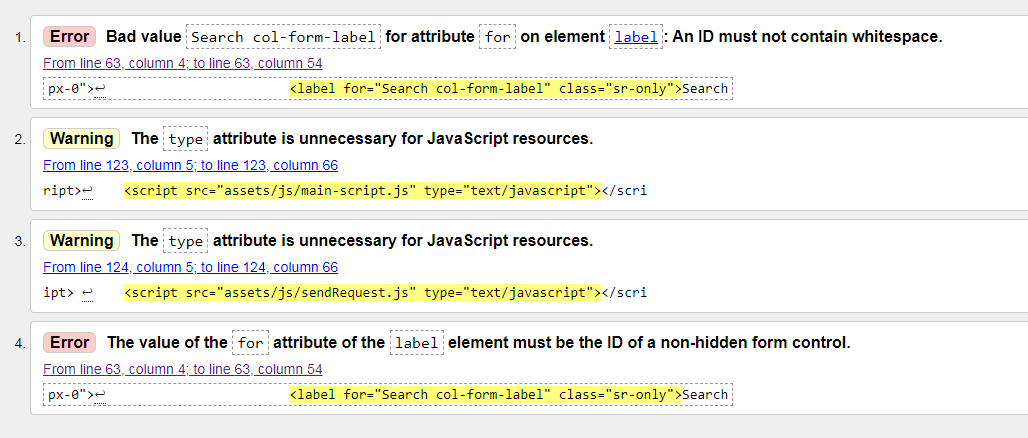 1. Error Bad value Search col-form-label for attribute for on element label: An ID must not contain whitespace.
From line 63, column 4; to line 63, column 54
px-0">↩ <label for="Search col-form-label" class="sr-only">Search
2. Warning The type attribute is unnecessary for JavaScript resources.
From line 123, column 5; to line 123, column 66
ript>↩ <script src="assets/js/main-script.js" type="text/javascript"></scri
3. Warning The type attribute is unnecessary for JavaScript resources.
From line 124, column 5; to line 124, column 66
ipt> ↩ <script src="assets/js/sendRequest.js" type="text/javascript"></scri
4. Error The value of the for attribute of the label element must be the ID of a non-hidden form control.
From line 63, column 4; to line 63, column 54
px-0">↩ <label for="Search col-form-label" class="sr-only">Search